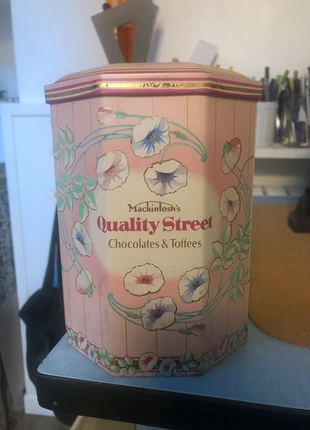 Mackintosh's
Quality Street
Chocolates & Toffees